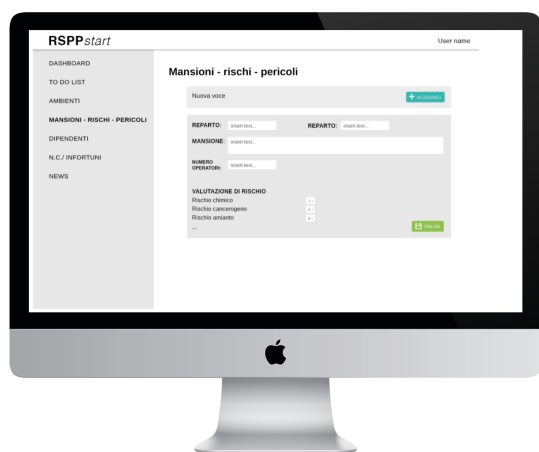 RSPPstart
User name
DASHBOARD
TO DO LIST
AMBIENTI
MANSIONI - RISCHI - PERICOLI
DIPENDENTI
N.C./ INFORTUNI
NEWS
Mansioni - rischi - pericoli
Nuova voce
AGGIUNGI
REPARTO: insert text... REPARTO: insert text...
MANSIONE: insert text...
NUMERO
OPERATORI: insert text...
VALUTAZIONE DI RISCHIO
Rischio chimico
Rischio cancerogeno
Rischio amianto
...
SALVA